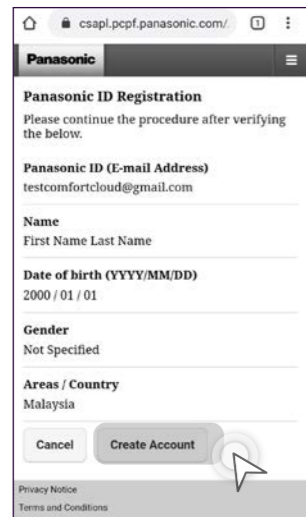 csapl.pcpf.panasonic.com/.
1
Panasonic
Panasonic ID Registration
Please continue the procedure after verifying
the below.
Panasonic ID (E-mail Address)
testcomfortcloud@gmail.com
Name
First Name Last Name
Date of birth (YYYY/MM/DD)
2000 / 01 / 01
Gender
Not Specified
Areas / Country
Malaysia
Cancel Create Account
Privacy Notice
Terms and Conditions